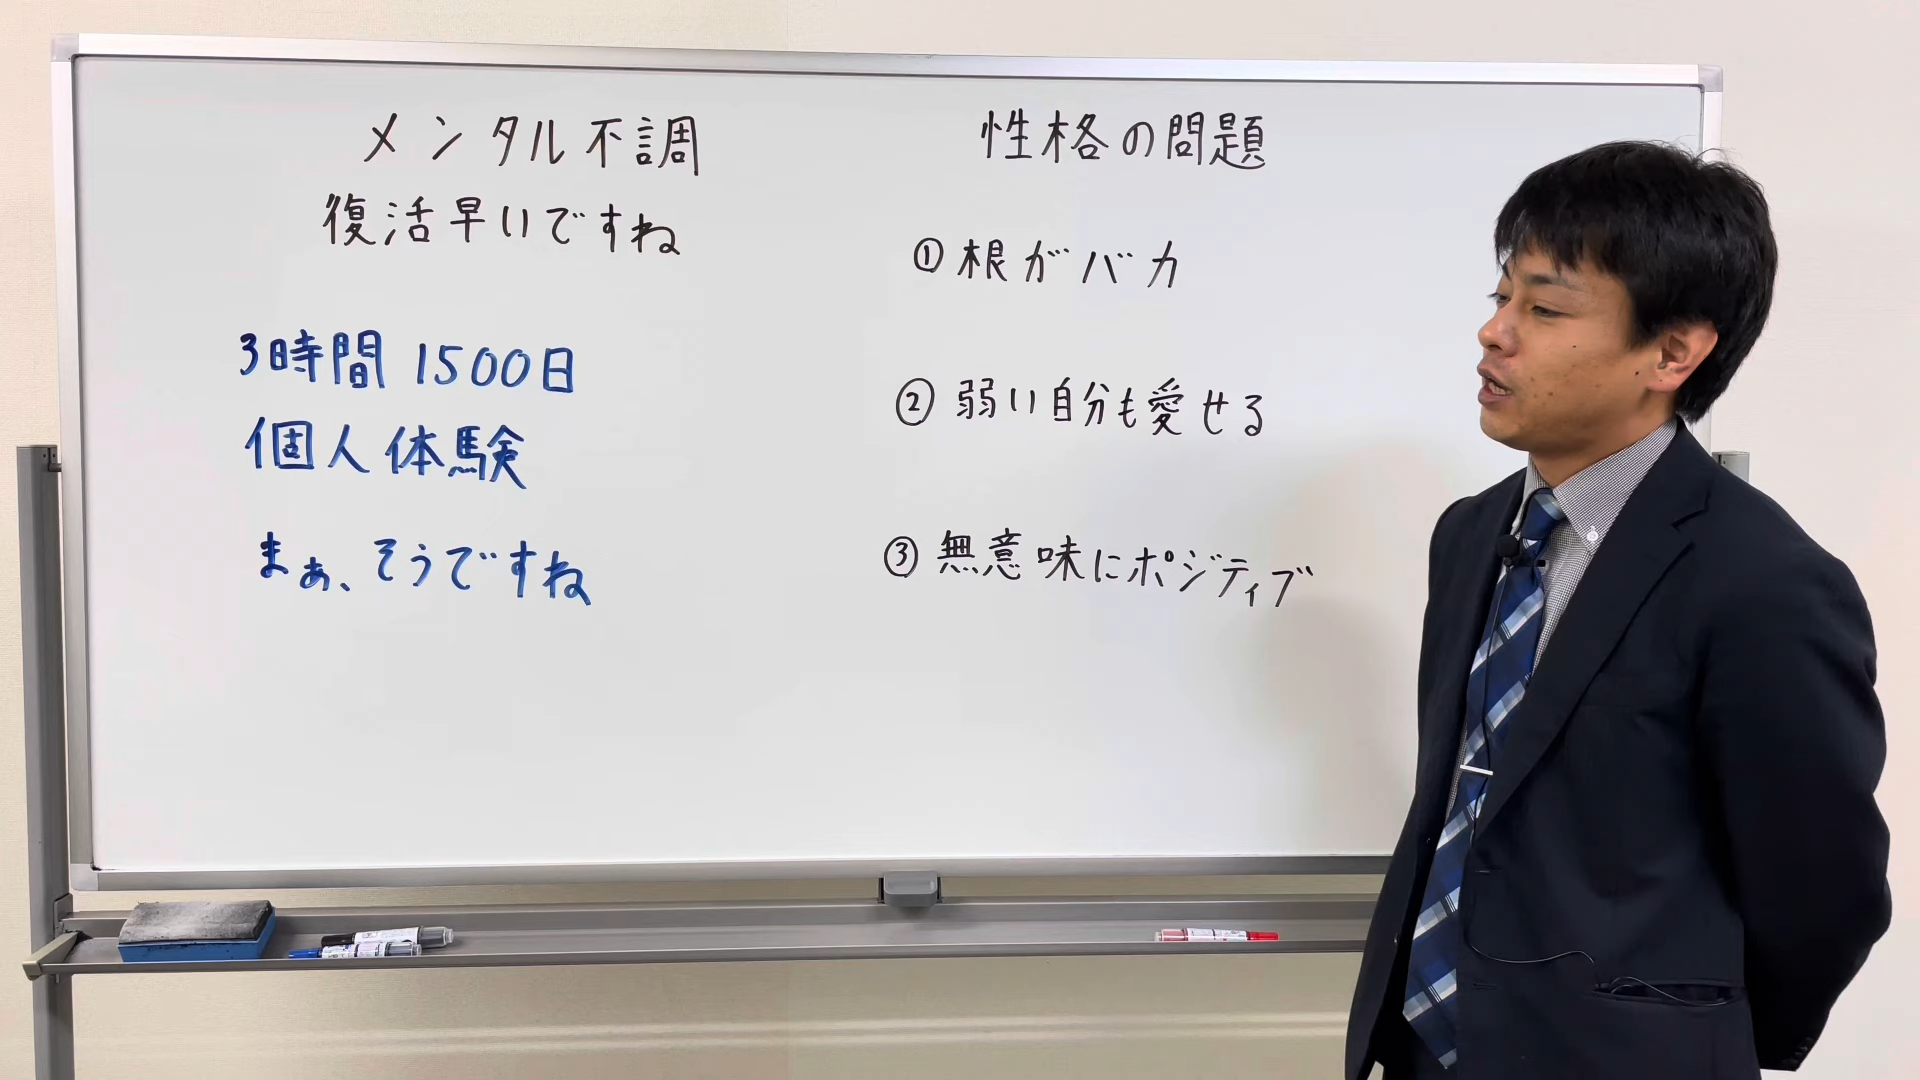 メンタル不調
復活早いですね
3時間 1500日
個人体験
まぁ、そうですね
性格の問題
① 根がバカ
② 弱い自分も愛せる
③ 無意味にポジティブ